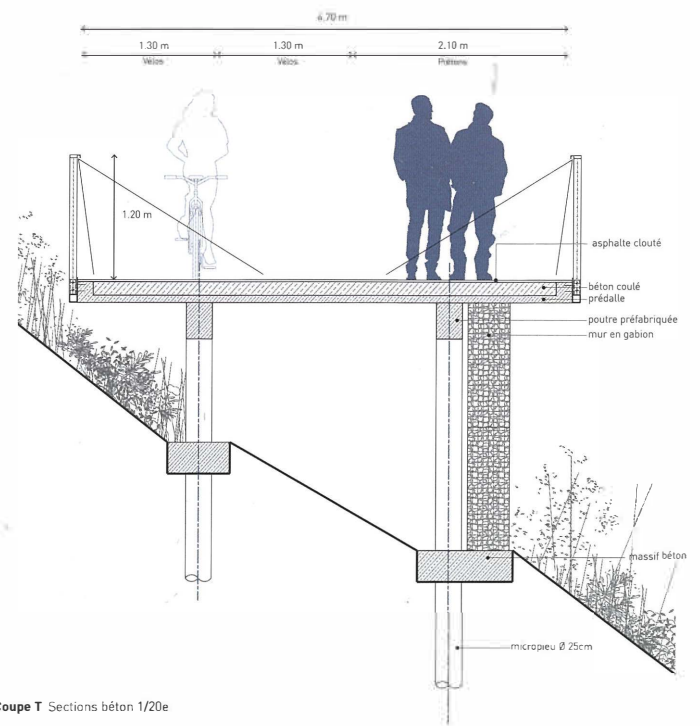 4.70 m
1.30 m
1.30 m
2.10 m
Vélos
Vélos
Piétons
1.20 m
asphalte clouté
béton coulé
prédalle
poutre préfabriquée
mur en gabion
massif béton
micropieu Ø 25cm
Coupe T Sections béton 1/20e